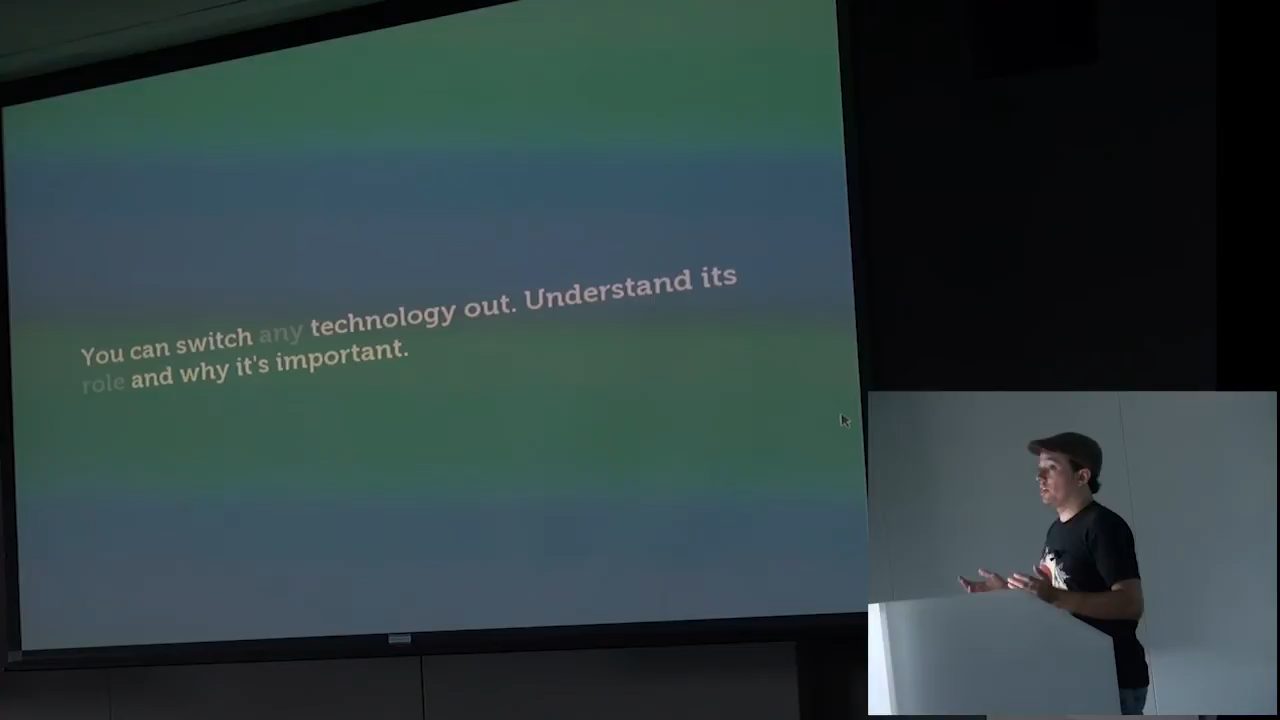 You can switch any technology out. Understand its
role and why it's important.